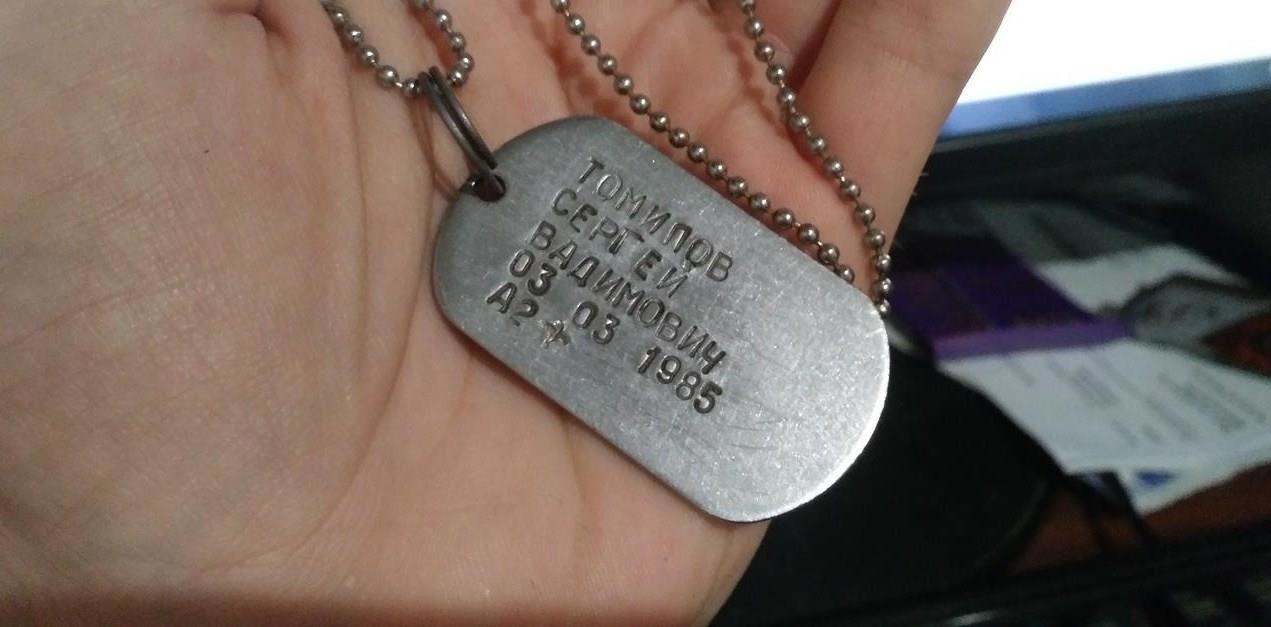 ТОМИЛОВ
СЕРГЕЙ
ВАДИМОВИЧ
03 03 1985
А2 +